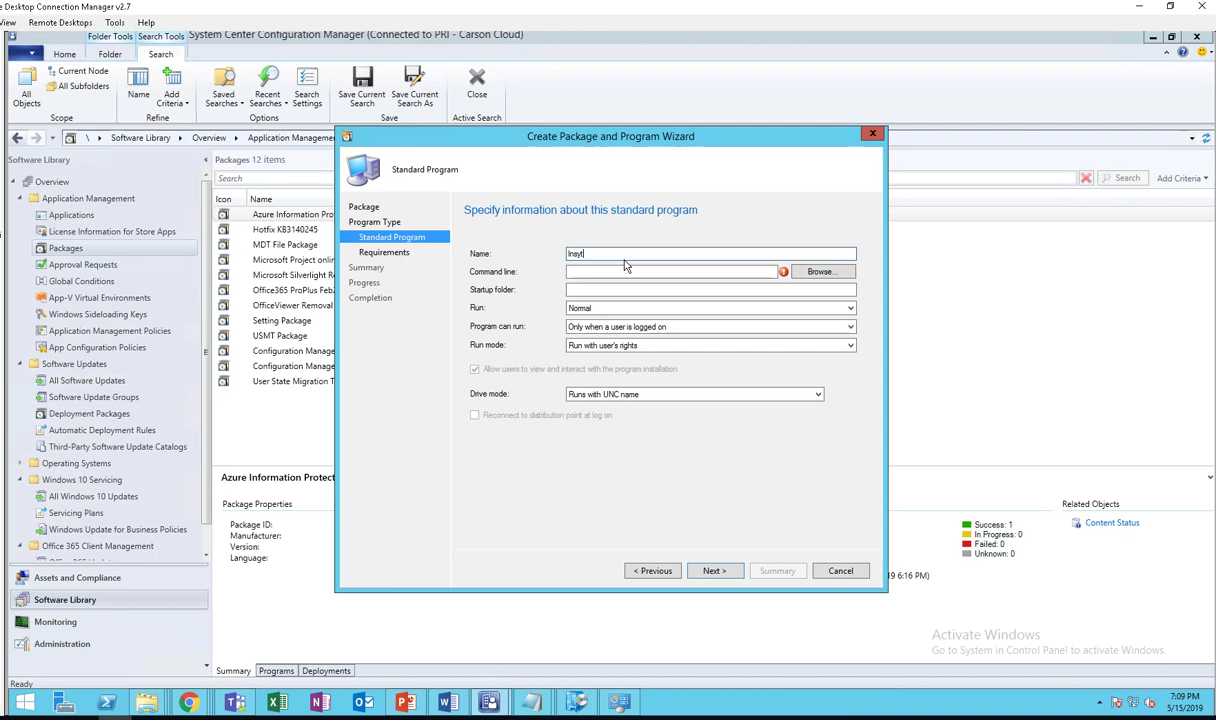 e Desktop Connection Manager v2.7
View Remote Desktops Tools Help
Folder Tools Search Tools System Center Configuration Manager (Connected to PRI - Carson Cloud)
Home Folder Search
All Objects
Current Node
All Subfolders
Scope
Name
Add Criteria
Refine
Saved Searches
Recent Searches
Search Settings
Options
Save Current Search
Save Current Search As
Save
Close
Active Search
\ Software Library Overview Application Manageme
Software Library
Overview
Application Management
Applications
License Information for Store Apps
Packages
Approval Requests
Global Conditions
App-V Virtual Environments
Windows Sideloading Keys
Application Management Policies
App Configuration Policies
Software Updates
All Software Updates
Software Update Groups
Deployment Packages
Automatic Deployment Rules
Third-Party Software Update Catalogs
Operating Systems
Windows 10 Servicing
All Windows 10 Updates
Servicing Plans
Windows Update for Business Policies
Office 365 Client Management
Assets and Compliance
Software Library
Monitoring
Administration
Ready
Packages 12 items
Search
Search
Add Criteria
Icon Name
Azure Information Pro
Hotfix KB3140245
MDT File Package
Microsoft Project onlin
Microsoft Silverlight Re
Office365 ProPlus Feb2
OfficeViewer Removal
Setting Package
USMT Package
Configuration Manage
Configuration Manage
User State Migration T
Azure Information Protect
Package Properties
Package ID:
Manufacturer:
Version:
Language:
Summary Programs Deployments
Create Package and Program Wizard
Standard Program
Package
Program Type
Standard Program
Requirements
Summary
Progress
Completion
Specify information about this standard program
Name: Insyt
Command line:
Browse...
Startup folder:
Run: Normal
Program can run: Only when a user is logged on
Run mode: Run with user's rights
Allow users to view and interact with the program installation
Drive mode: Runs with UNC name
Reconnect to distribution point at log on
< Previous Next > Summary Cancel
Success: 1
In Progress: 0
Failed: 0
Unknown: 0
19 6:16 PM)
Related Objects
Content Status
Activate Windows
Go to System in Control Panel to activate Windows.
7:09 PM
5/15/2019